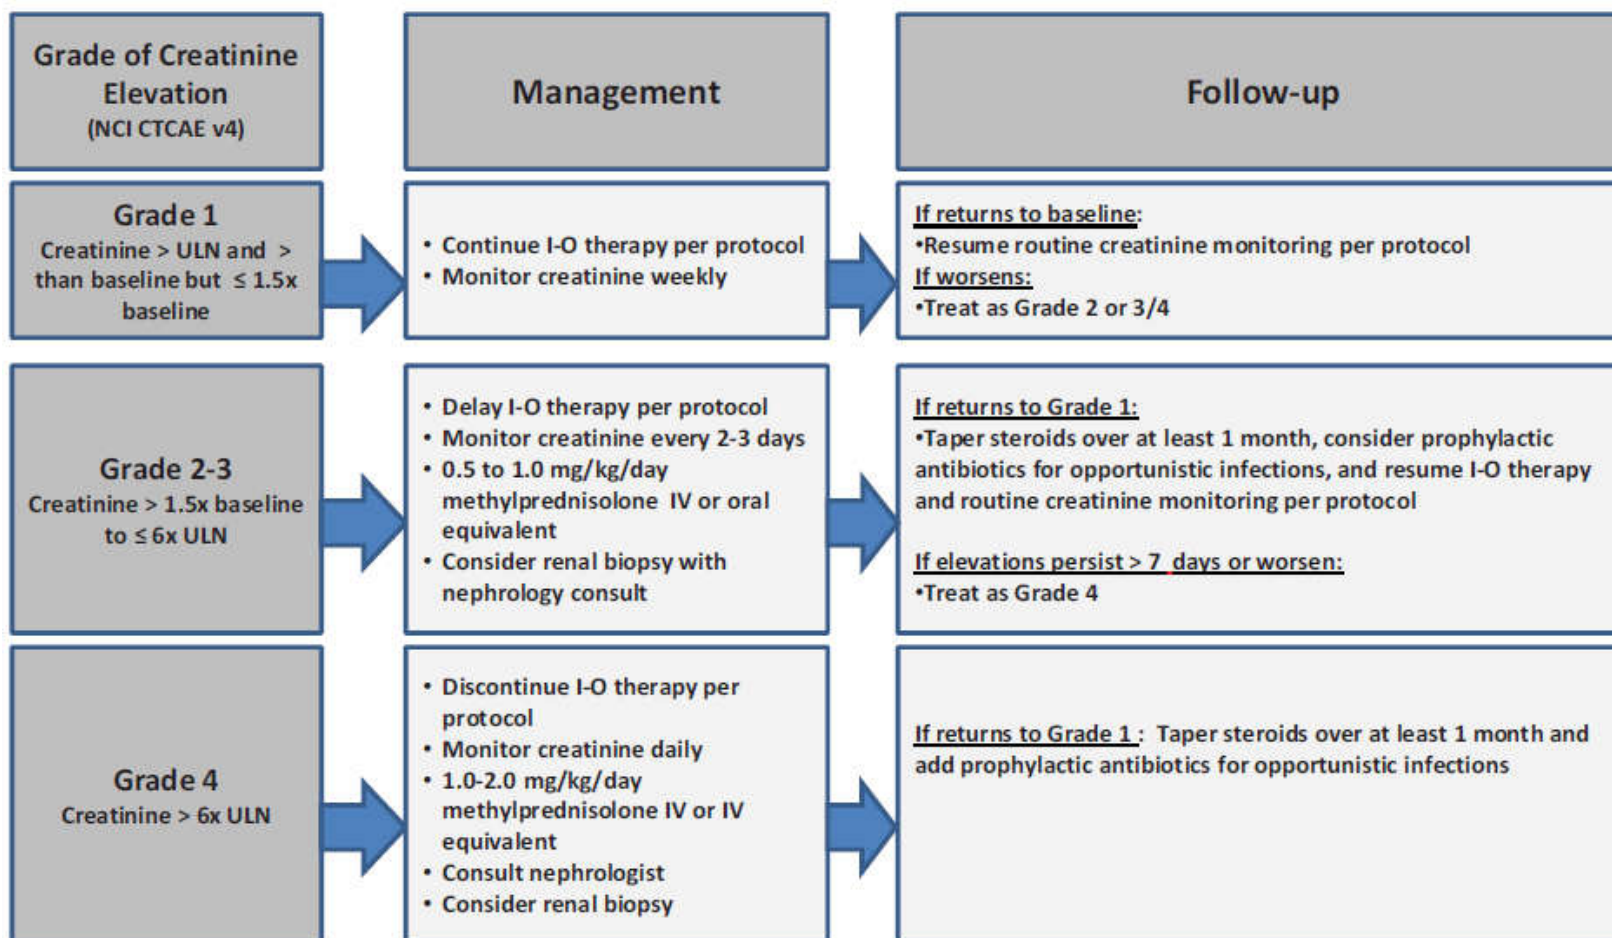 Grade of Creatinine
Elevation
(NCI CTCAE v4)
Management
Follow-up
Grade 1
Creatinine > ULN and >
than baseline but ≤ 1.5x
baseline
• Continue I-O therapy per protocol
• Monitor creatinine weekly
If returns to baseline:
•Resume routine creatinine monitoring per protocol
If worsens:
•Treat as Grade 2 or 3/4
Grade 2-3
Creatinine > 1.5x baseline
to ≤ 6x ULN
• Delay I-O therapy per protocol
• Monitor creatinine every 2-3 days
• 0.5 to 1.0 mg/kg/day
methylprednisolone IV or oral
equivalent
• Consider renal biopsy with
nephrology consult
If returns to Grade 1:
•Taper steroids over at least 1 month, consider prophylactic
antibiotics for opportunistic infections, and resume I-O therapy
and routine creatinine monitoring per protocol
If elevations persist > 7 days or worsen:
•Treat as Grade 4
Grade 4
Creatinine > 6x ULN
• Discontinue I-O therapy per
protocol
• Monitor creatinine daily
• 1.0-2.0 mg/kg/day
methylprednisolone IV or IV
equivalent
• Consult nephrologist
• Consider renal biopsy
If returns to Grade 1 : Taper steroids over at least 1 month and
add prophylactic antibiotics for opportunistic infections